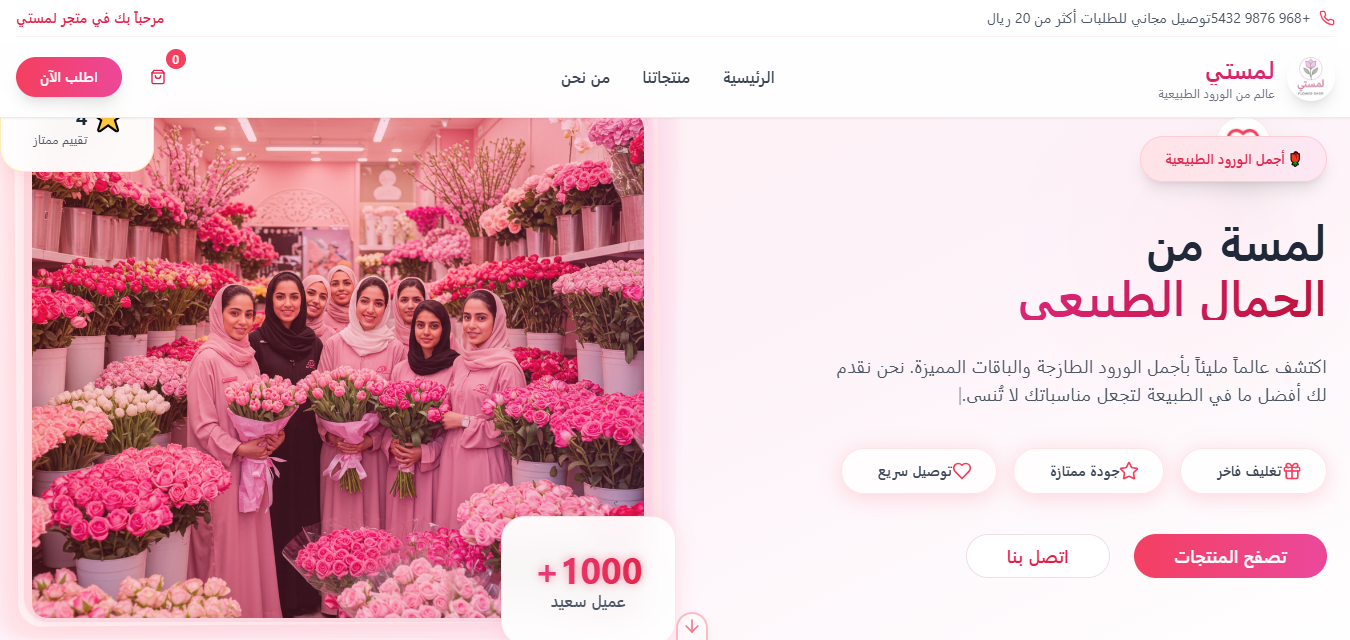 +968 9876 5432
توصيل مجاني للطلبات أكثر من 20 ريال
مرحباً بك في متجر لمستي
لمستي
عالم من الورود الطبيعية
الرئيسية
منتجاتنا
من نحن
0
اطلب الآن
4
تقييم ممتاز
أجمل الورود الطبيعية
لمسة من
الجمال الطبيعي
اكتشف عالماً مليئاً بأجمل الورود الطازجة والباقات المميزة. نحن نقدم
لك أفضل ما في الطبيعة لتجعل مناسباتك لا تُنسى.
تغليف فاخر
جودة ممتازة
توصيل سريع
تصفح المنتجات
اتصل بنا
+1000
عميل سعيد